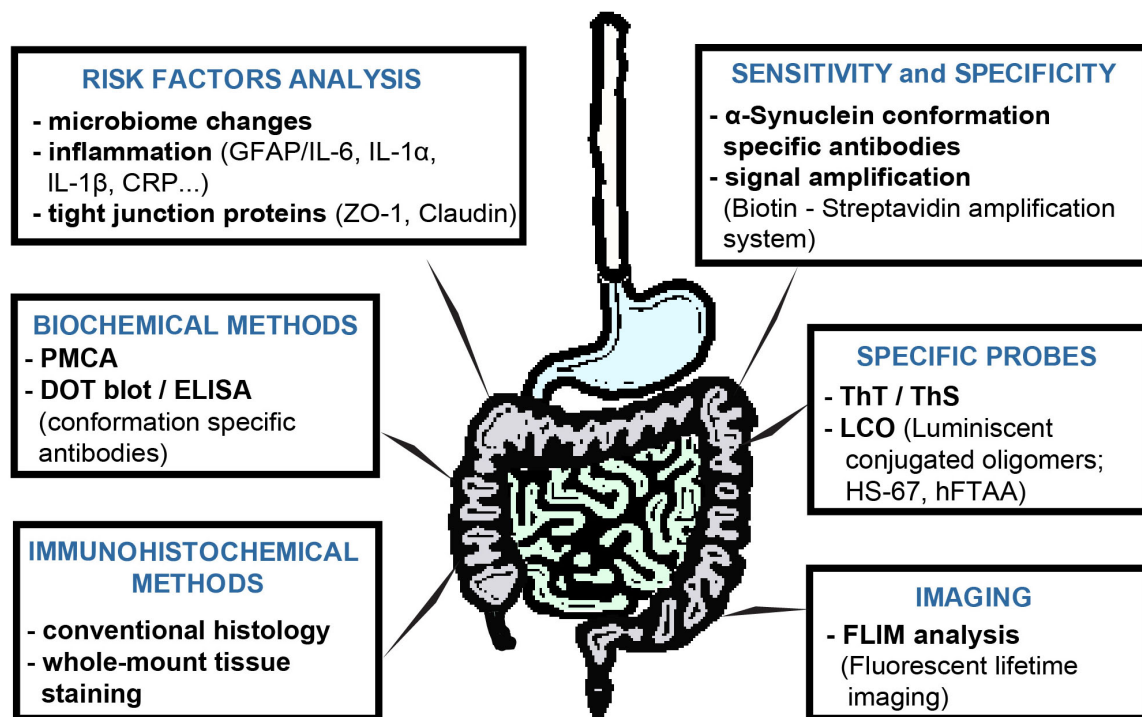 RISK FACTORS ANALYSIS
- microbiome changes
- inflammation (GFAP/IL-6, IL-1α,
IL-1β, CRP...)
- tight junction proteins (ZO-1, Claudin)
SENSITIVITY and SPECIFICITY
- α-Synuclein conformation
specific antibodies
- signal amplification
(Biotin - Streptavidin amplification
system)
BIOCHEMICAL METHODS
- PMCA
- DOT blot / ELISA
(conformation specific
antibodies)
SPECIFIC PROBES
- ThT / ThS
- LCO (Luminiscent
conjugated oligomers;
HS-67, hFTAA)
IMMUNOHISTOCHEMICAL
METHODS
- conventional histology
- whole-mount tissue
staining
IMAGING
- FLIM analysis
(Fluorescent lifetime
imaging)